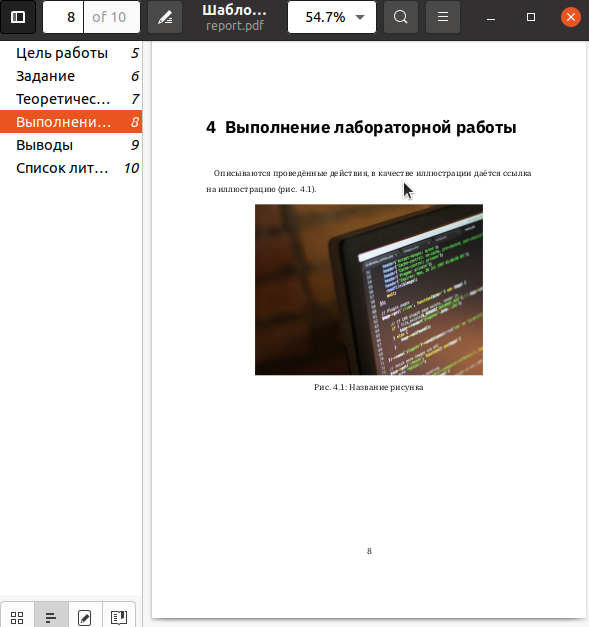 8 of 10
Шабло...
report.pdf
54.7%
Цель работы 5
Задание 6
Теоретичес... 7
Выполнени... 8
Выводы 9
Список лит... 10
4 Выполнение лабораторной работы
Описываются проведённые действия, в качестве иллюстрации даётся ссылка
на иллюстрацию (рис. 4.1).
Рис. 4.1: Название рисунка
8